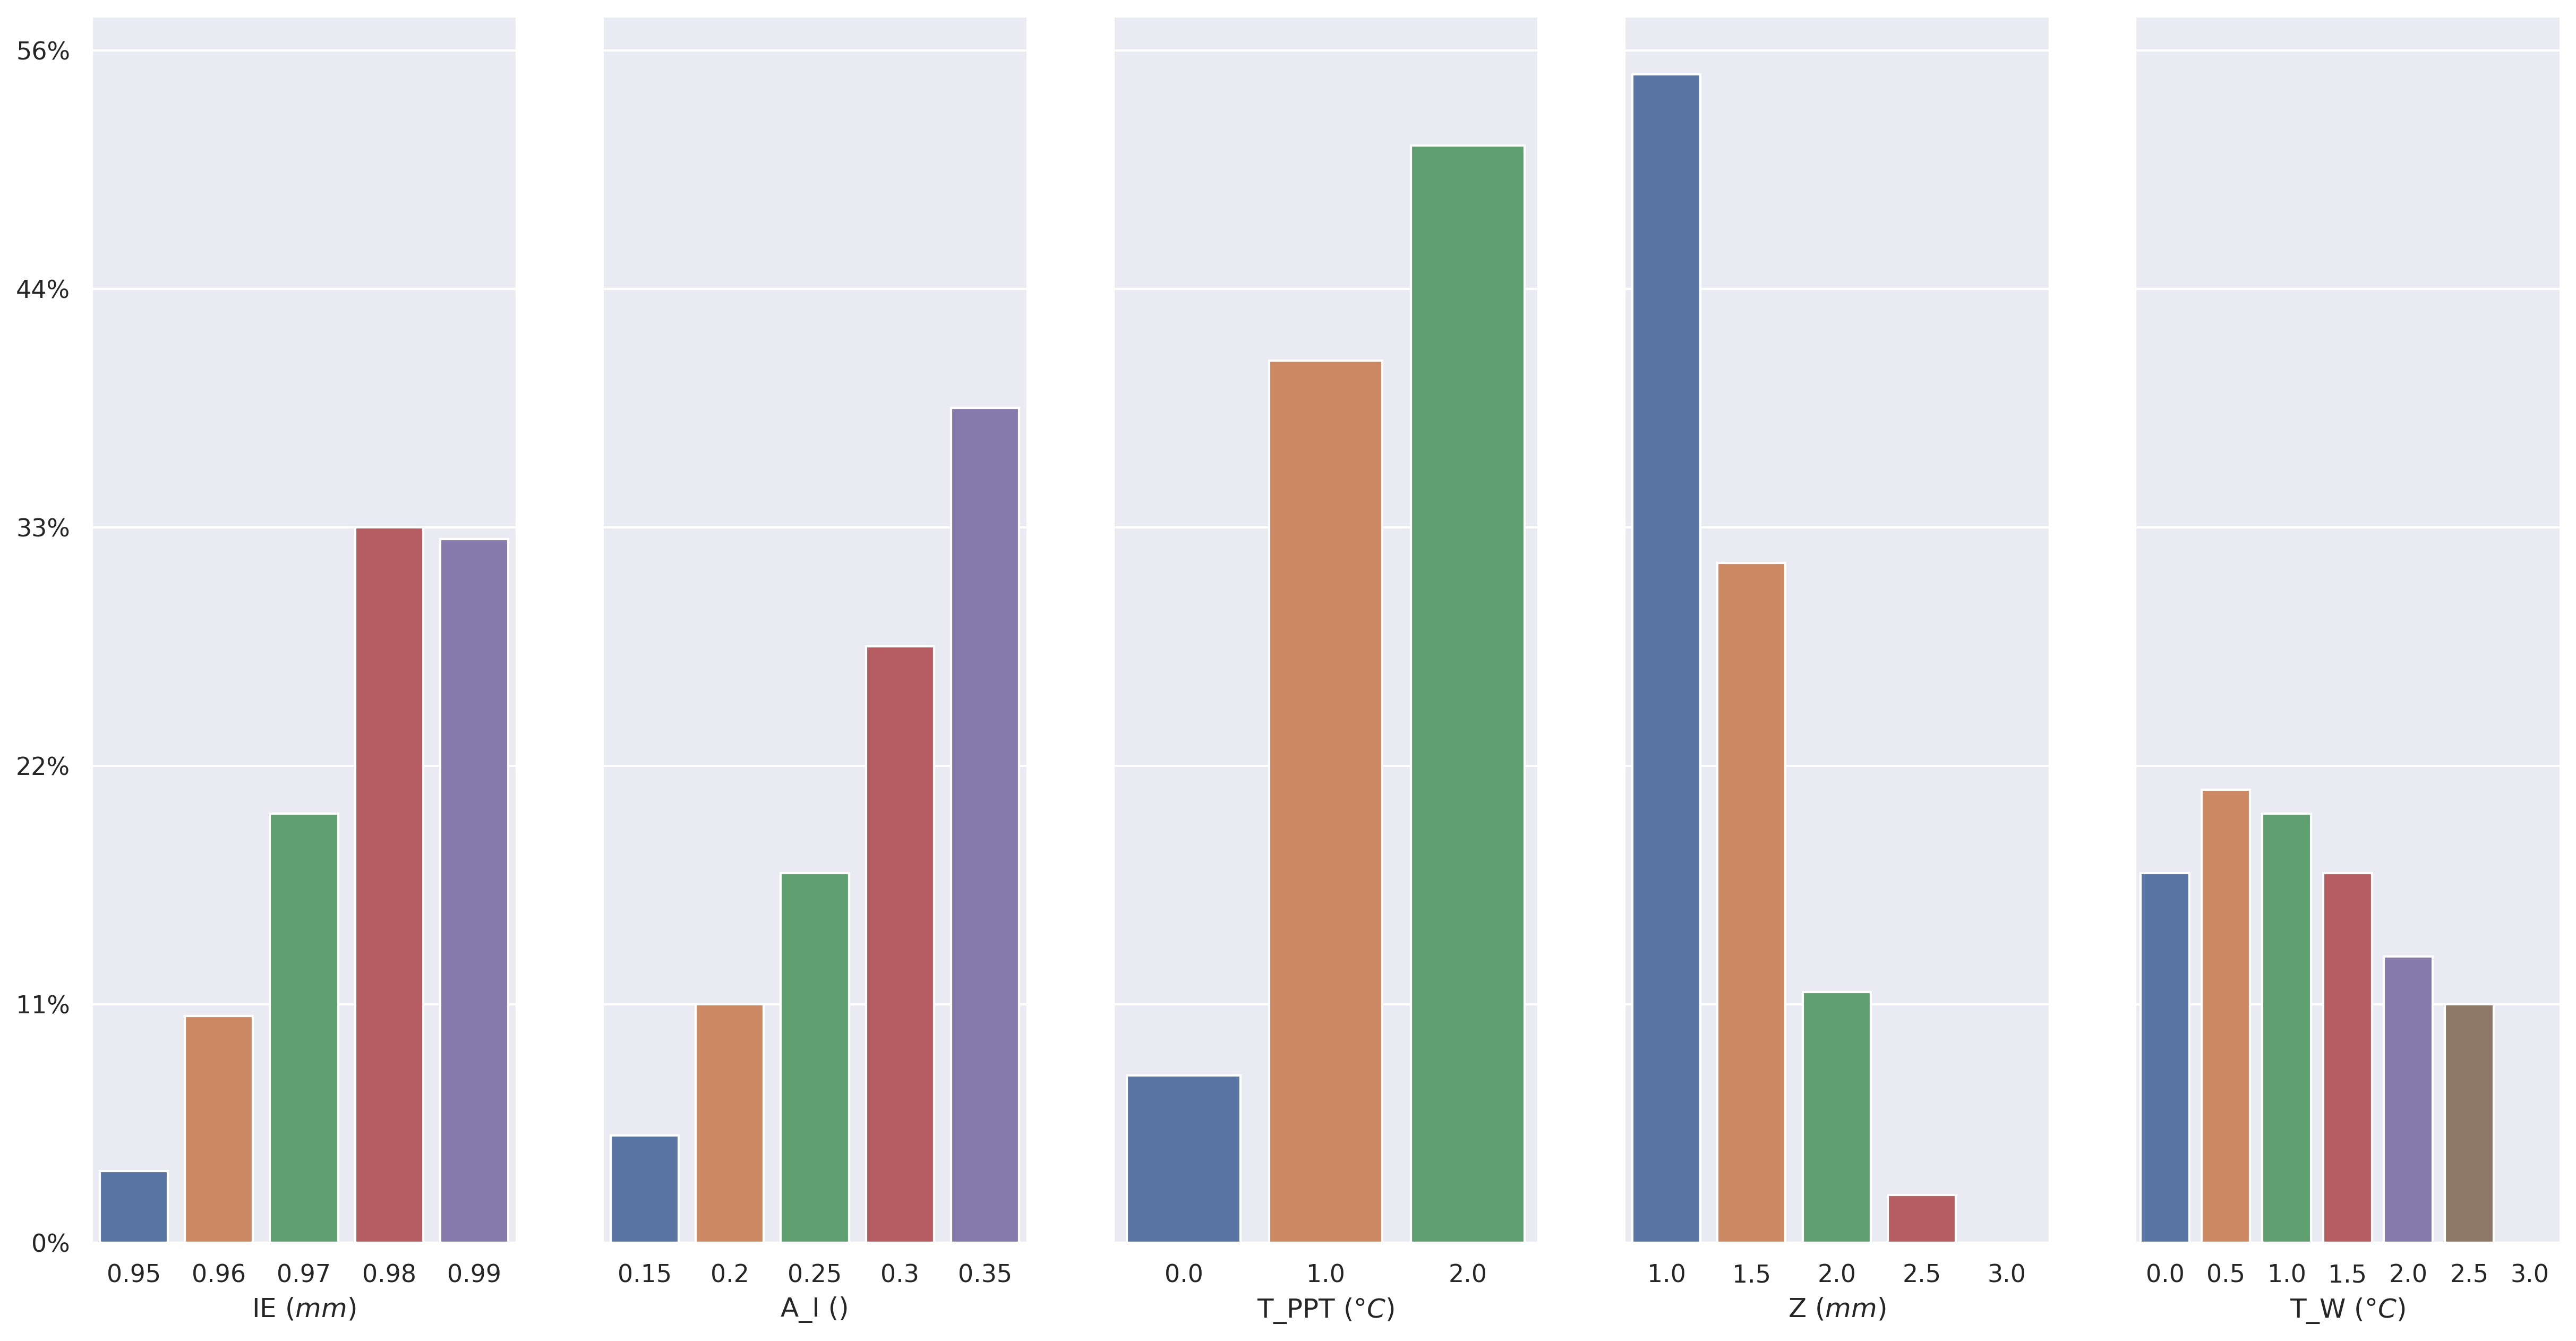 56%
44%
33%
22%
11%
0%
0.95 0.96 0.97 0.98 0.99
IE (mm)
0.15 0.2 0.25 0.3 0.35
A_I ()
0.0 1.0 2.0
T_PPT (°C)
1.0 1.5 2.0 2.5 3.0
Z (mm)
0.0 0.5 1.0 1.5 2.0 2.5 3.0
T_W (°C)